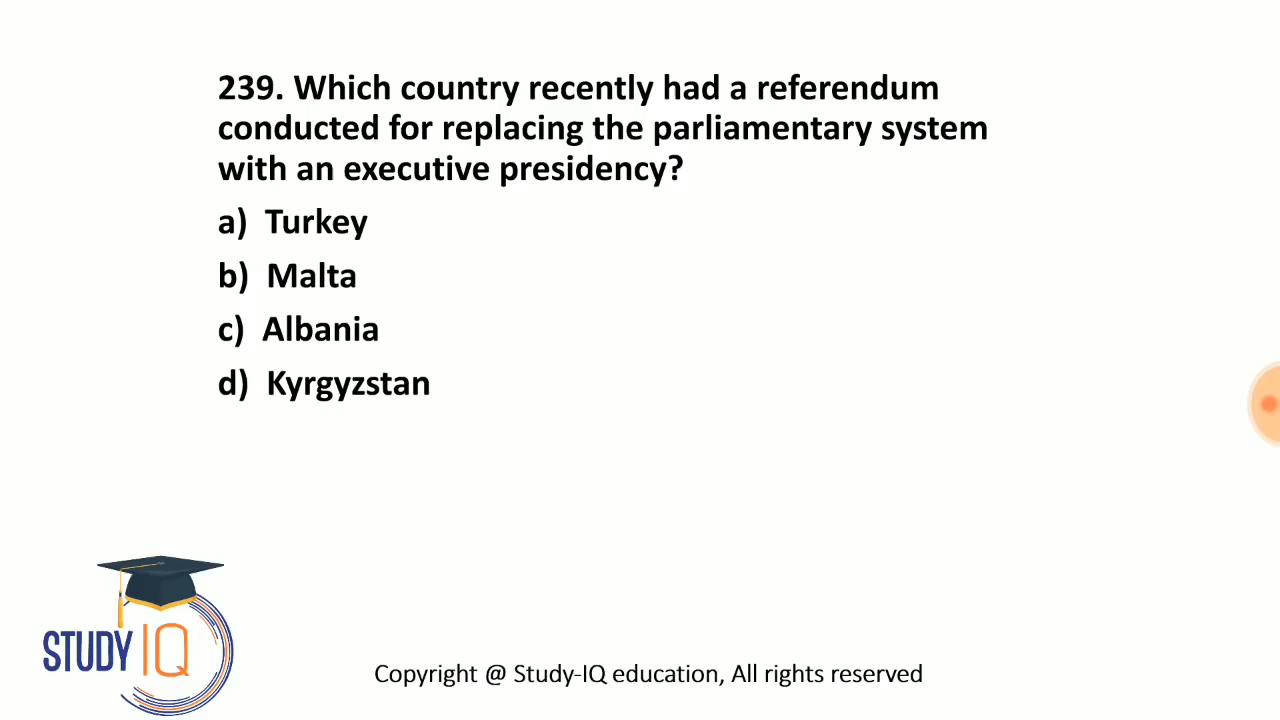 239. Which country recently had a referendum
conducted for replacing the parliamentary system
with an executive presidency?
a) Turkey
b) Malta
c) Albania
d) Kyrgyzstan
STUDY IQ
Copyright @ Study-IQ education, All rights reserved